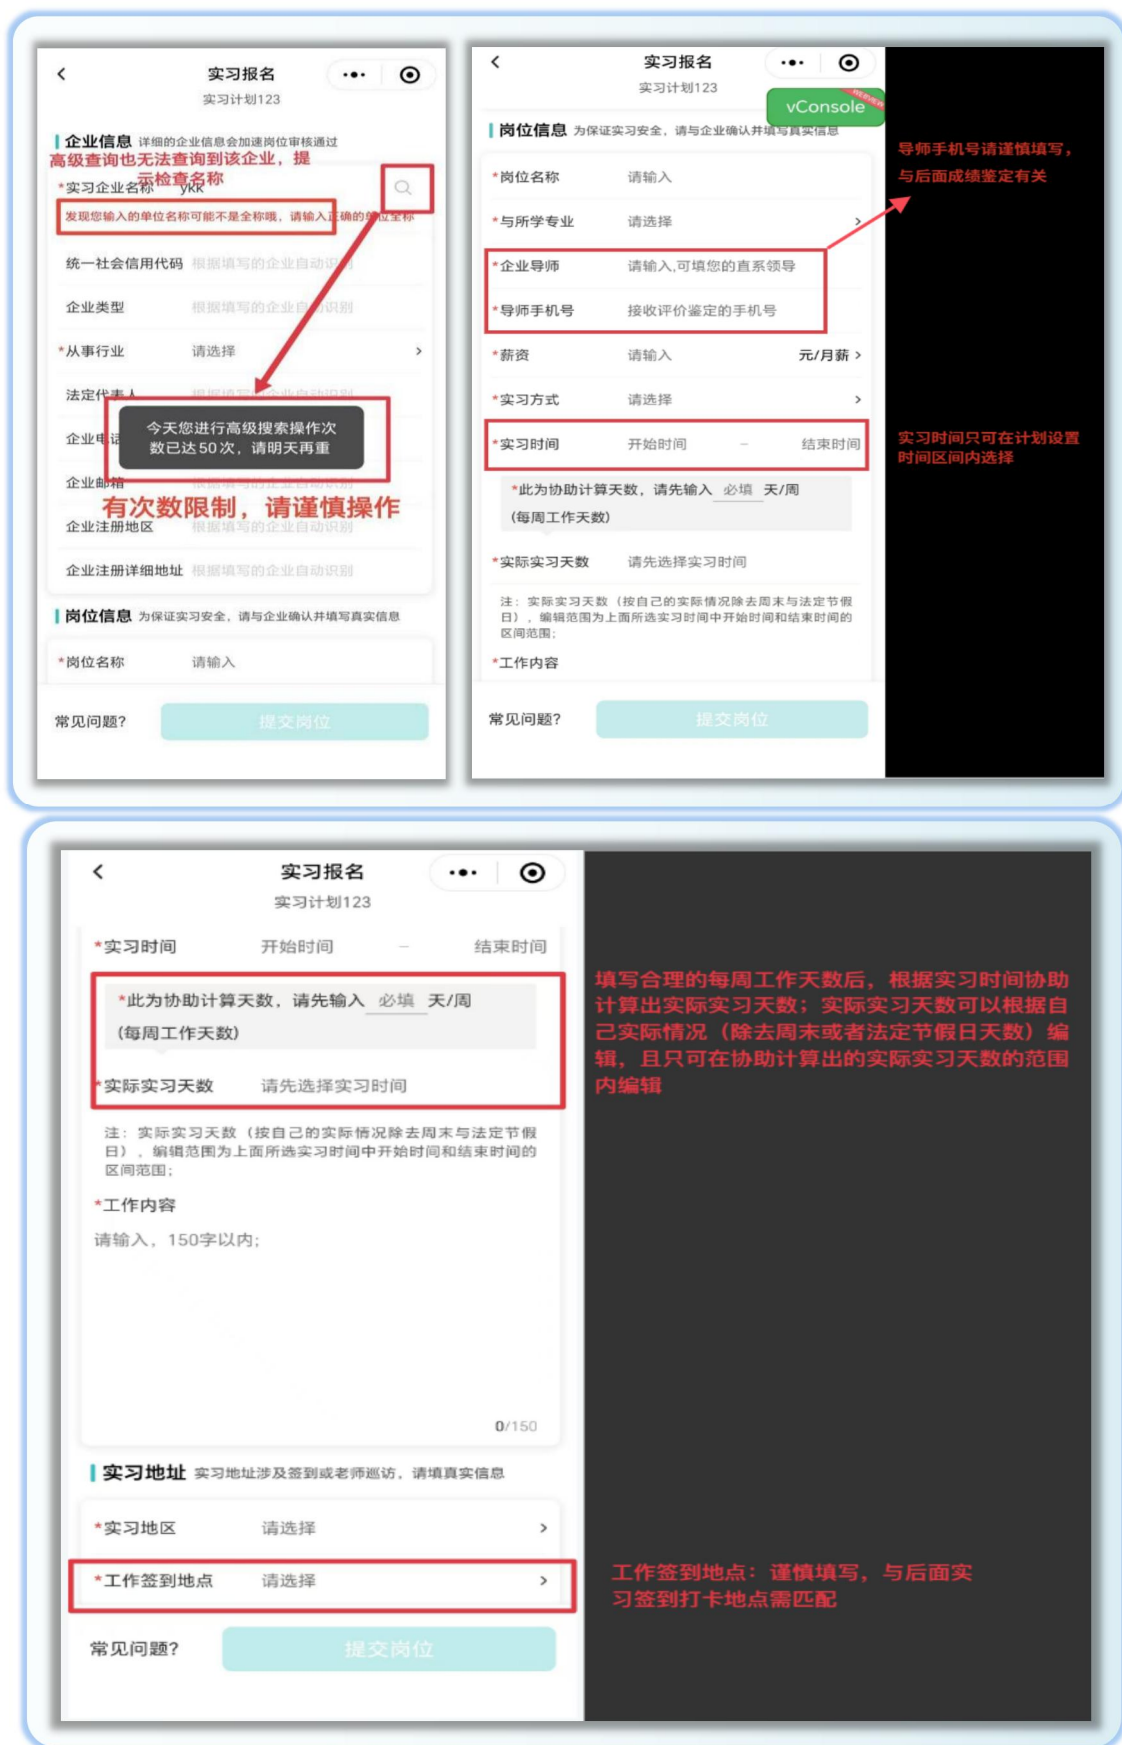 实习报名
实习计划123
企业信息 详细的企业信息会加速岗位审核通过
高级查询也无法查询到该企业，提
示检查名称
*实习企业名称 ykk
发现您输入的单位名称可能不是全称哦，请输入正确的单位全称
统一社会信用代码 根据填写的企业自动识别
企业类型 根据填写的企业自动识别
*从事行业 请选择 >
法定代表人 根据填写的企业自动识别
今天您进行高级搜索操作次
数已达50次，请明天再重
企业电话
企业邮箱
有次数限制，请谨慎操作
企业注册地区 根据填写的企业自动识别
企业注册详细地址 根据填写的企业自动识别
岗位信息 为保证实习安全，请与企业确认并填写真实信息
*岗位名称 请输入
常见问题? 提交岗位
实习报名
实习计划123
vConsole
岗位信息 为保证实习安全，请与企业确认并填写真实信息
*岗位名称 请输入
*与所学专业 请选择 >
*企业导师 请输入,可填您的直系领导
*导师手机号 接收评价鉴定的手机号
*薪资 请输入 元/月薪 >
*实习方式 请选择 >
*实习时间 开始时间 – 结束时间
*此为协助计算天数，请先输入 必填 天/周
(每周工作天数)
*实际实习天数 请先选择实习时间
注：实际实习天数（按自己的实际情况除去周末与法定节假
日），编辑范围为上面所选实习时间中开始时间和结束时间的
区间范围;
*工作内容
常见问题? 提交岗位
导师手机号请谨慎填写，
与后面成绩鉴定有关
实习时间只可在计划设置
时间区间内选择
实习报名
实习计划123
*实习时间 开始时间 – 结束时间
*此为协助计算天数，请先输入 必填 天/周
(每周工作天数)
*实际实习天数 请先选择实习时间
注：实际实习天数（按自己的实际情况除去周末与法定节假
日），编辑范围为上面所选实习时间中开始时间和结束时间的
区间范围;
*工作内容
请输入，150字以内;
0/150
实习地址 实习地址涉及签到或老师巡访，请填真实信息
*实习地区 请选择 >
*工作签到地点 请选择 >
常见问题? 提交岗位
填写合理的每周工作天数后，根据实习时间协助
计算出实际实习天数；实际实习天数可以根据自
己实际情况（除去周末或者法定节假日天数）编
辑，且只可在协助计算出的实际实习天数的范围
内编辑
工作签到地点：谨慎填写，与后面实
习签到打卡地点需匹配